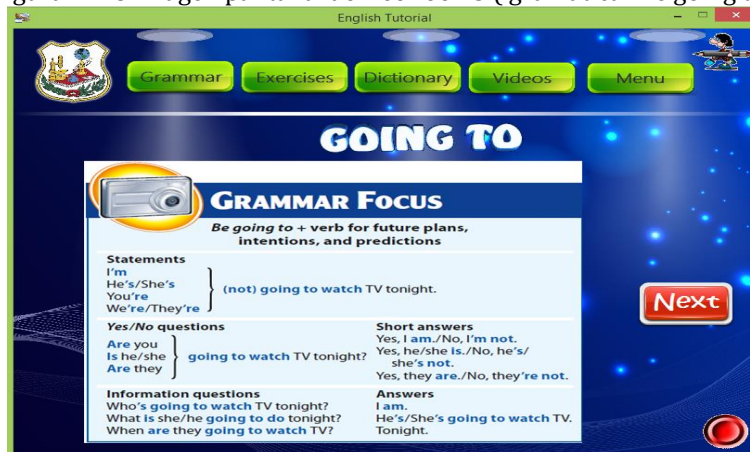 English Tutorial
Grammar
Exercises
Dictionary
Videos
Menu
GOING TO
GRAMMAR FOCUS
Be going to + verb for future plans,
intentions, and predictions
Statements
I'm
He's/She's
You're
We're/They're
(not) going to watch TV tonight.
Yes/No questions
Are you
Is he/she
Are they
going to watch TV tonight?
Short answers
Yes, I am./No, I'm not.
Yes, he/she is./No, he's/
she's not.
Yes, they are./No, they're not.
Information questions
Who's going to watch TV tonight?
What is she/he going to do tonight?
When are they going to watch TV?
Answers
I am.
He's/She's going to watch TV.
Tonight.
Next